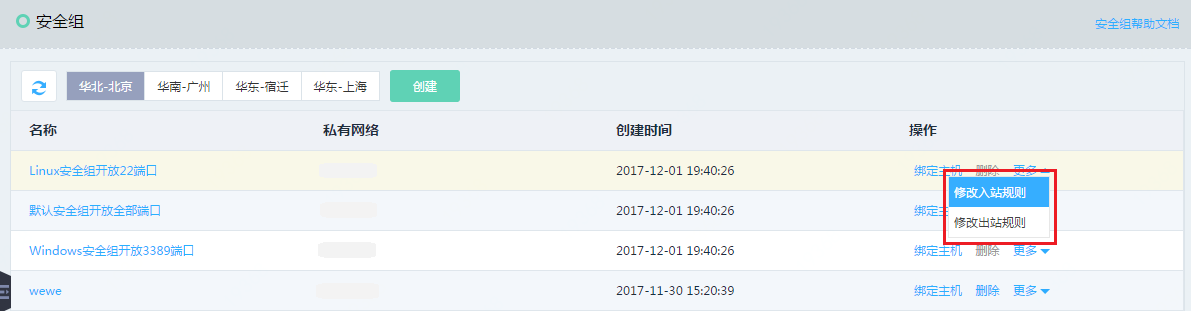 安全组
安全组帮助文档
华北-北京 华南-广州 华东-宿迁 华东-上海 创建
名称 私有网络 创建时间 操作
Linux安全组开放22端口 2017-12-01 19:40:26 绑定主机 删除 更多
修改入站规则
默认安全组开放全部端口 2017-12-01 19:40:26 绑定
修改出站规则
Windows安全组开放3389端口 2017-12-01 19:40:26 绑定主机 删除 更多
wewe 2017-11-30 15:20:39 绑定主机 删除 更多